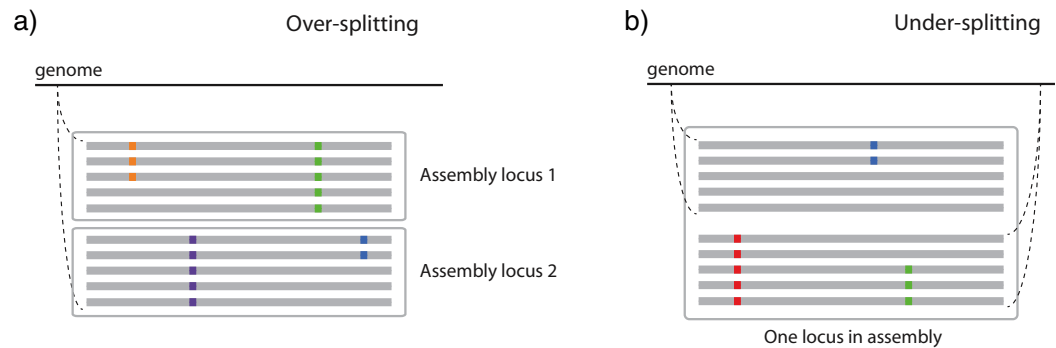 a)
Over-splitting
genome
Assembly locus 1
Assembly locus 2
b)
Under-splitting
genome
One locus in assembly